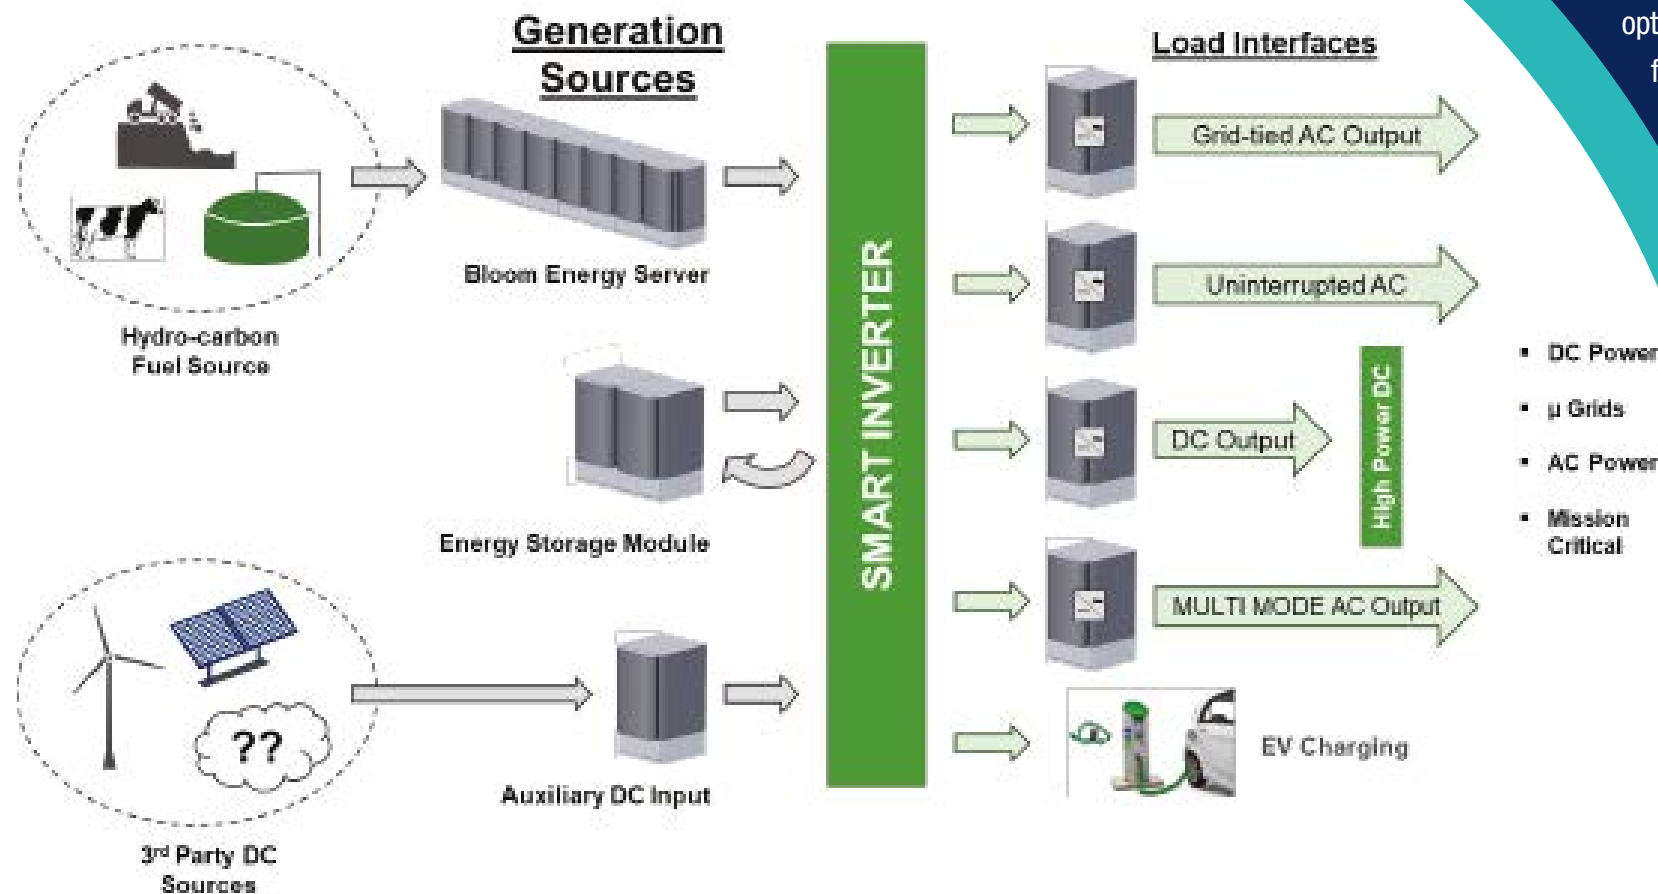 Generation
Sources
Load Interfaces
opt
f
Grid-tied AC Output
Bloom Energy Server
Uninterrupted AC
Hydro-carbon
Fuel Source
SMART INVERTER
DC Output
High Power DC
▪ DC Power
▪ µ Grids
▪ AC Power
▪ Mission
Critical
Energy Storage Module
MULTI MODE AC Output
??
EV Charging
Auxiliary DC Input
3rd Party DC
Sources